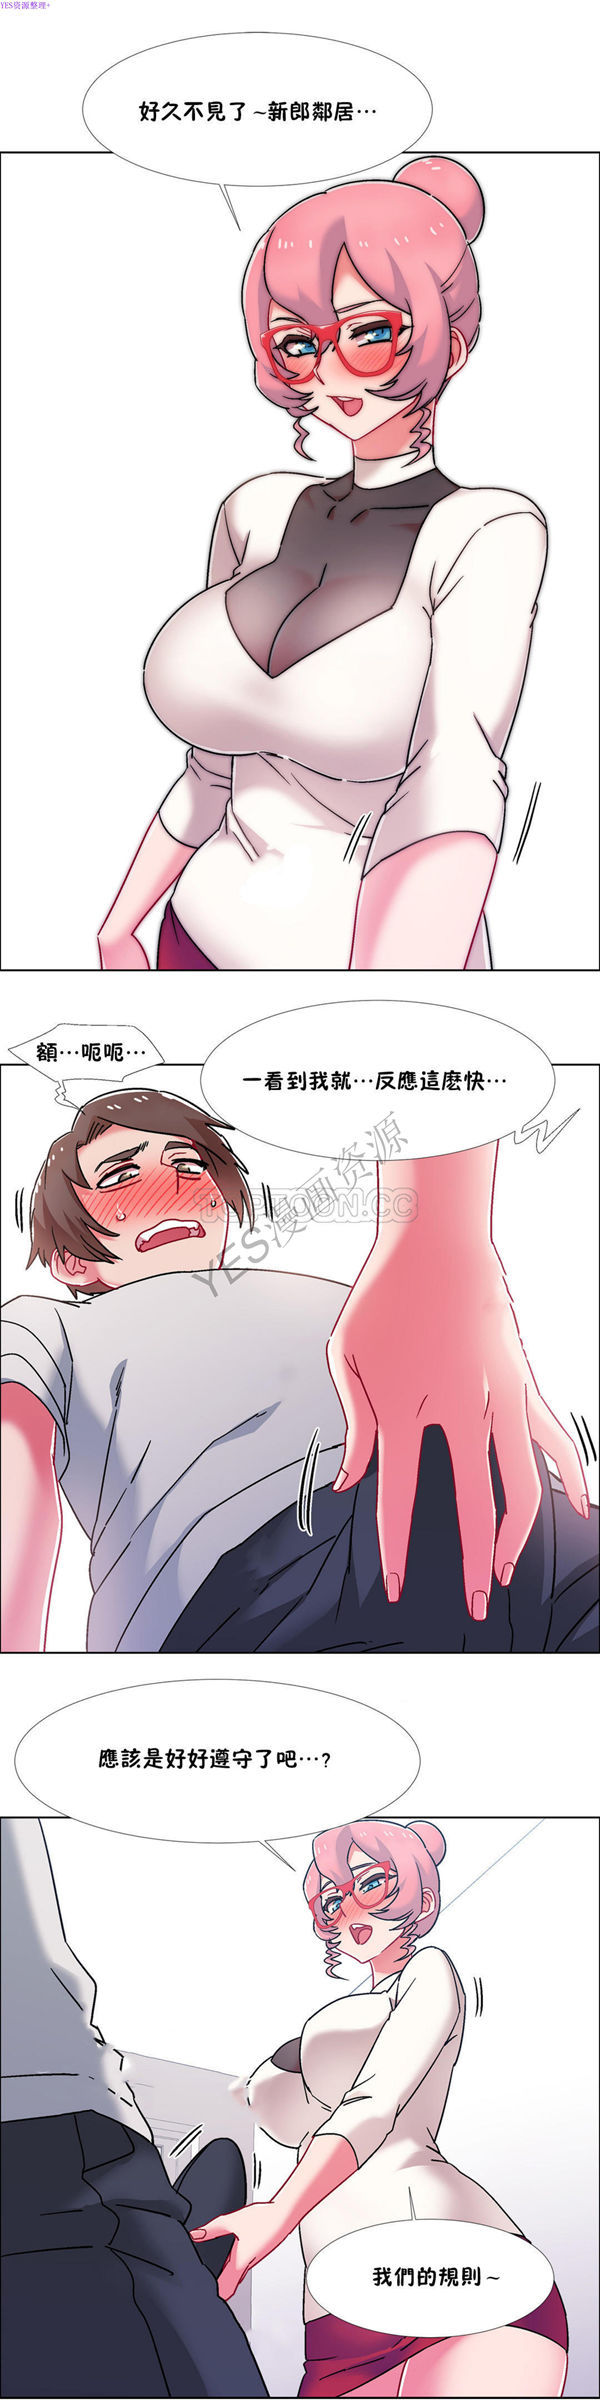 YES资源整理+
好久不見了~新郎鄰居⋯
額⋯呃呃⋯
一看到我就⋯反應這麼快⋯
TOPTOON.CC
YES漫画资源
應該是好好遵守了吧⋯?
我們的規則~